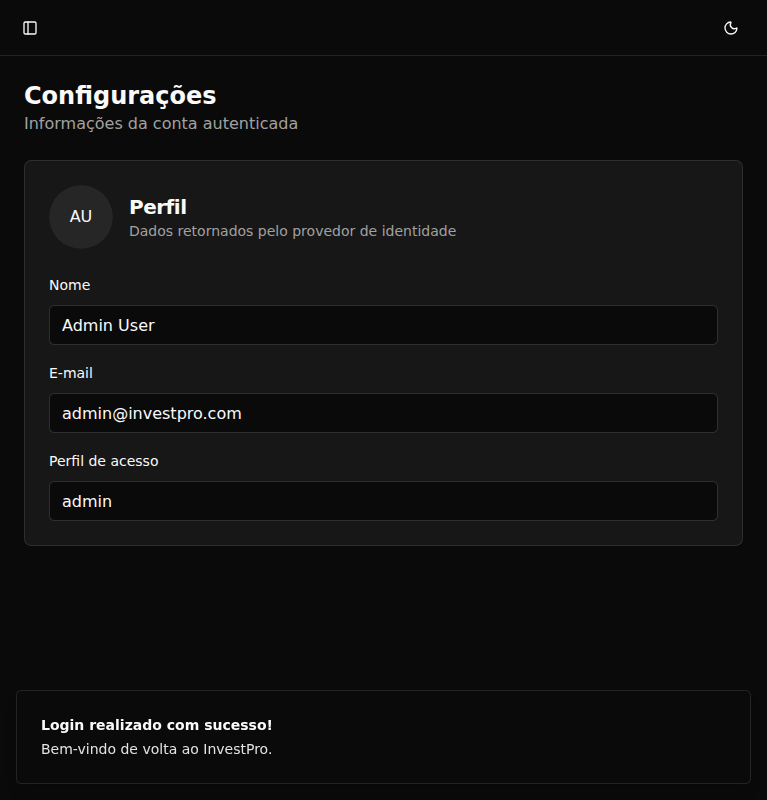 Configurações
Informações da conta autenticada
AU
Perfil
Dados retornados pelo provedor de identidade
Nome
Admin User
E-mail
admin@investpro.com
Perfil de acesso
admin
Login realizado com sucesso!
Bem-vindo de volta ao InvestPro.